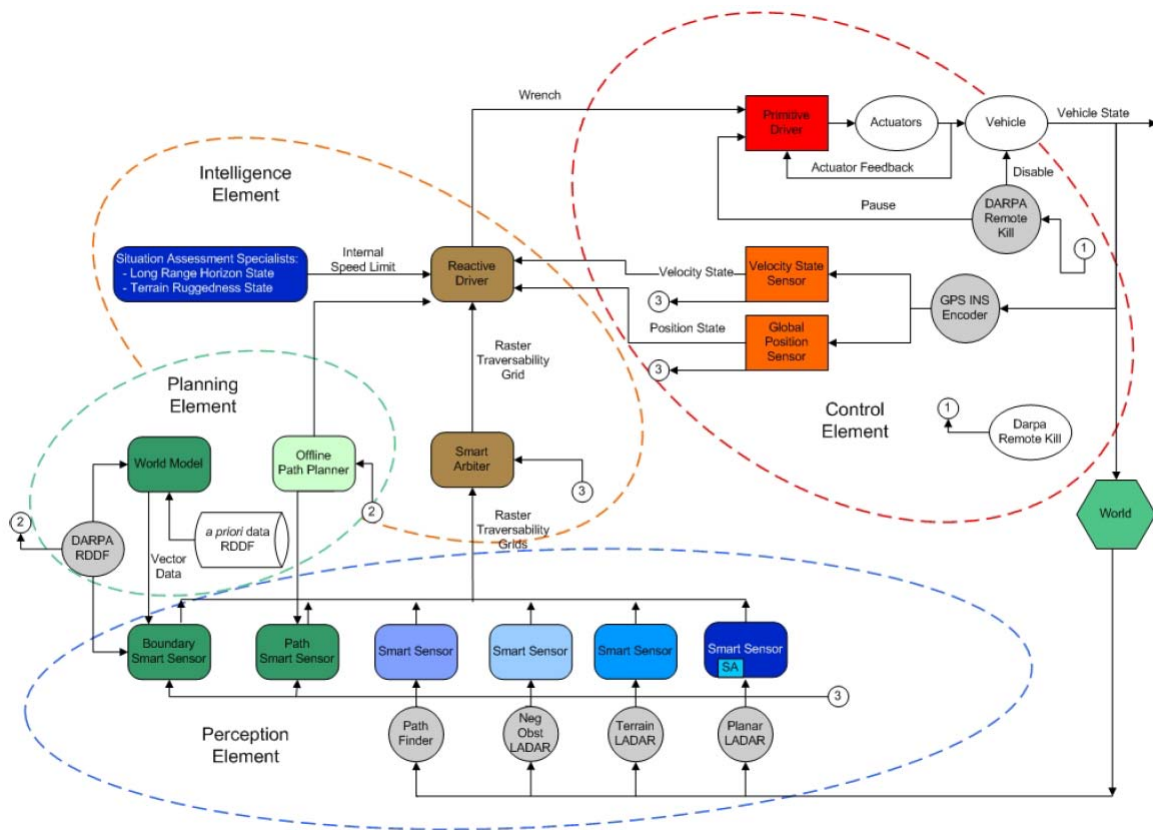 Wrench
Primitive
Driver
Actuators
Vehicle
Vehicle State
Actuator Feedback
Disable
Pause
DARPA
Remote
Kill
1
Intelligence
Element
Situation Assessment Specialists:
- Long Range Horizon State
- Terrain Ruggedness State
Internal
Speed Limit
Reactive
Driver
Velocity State
Velocity State
Sensor
3
GPS INS
Encoder
Position State
Global
Position
Sensor
3
Raster
Traversability
Grid
Planning
Element
Control
Element
1
Darpa
Remote Kill
World Model
Offline
Path Planner
Smart
Arbiter
3
2
2
DARPA
RDDF
a priori data
RDDF
Vector
Data
Raster
Traversability
Grids
World
Boundary
Smart Sensor
Path
Smart Sensor
Smart Sensor
Smart Sensor
Smart Sensor
Smart Sensor
SA
3
Perception
Element
Path
Finder
Neg
Obst
LADAR
Terrain
LADAR
Planar
LADAR